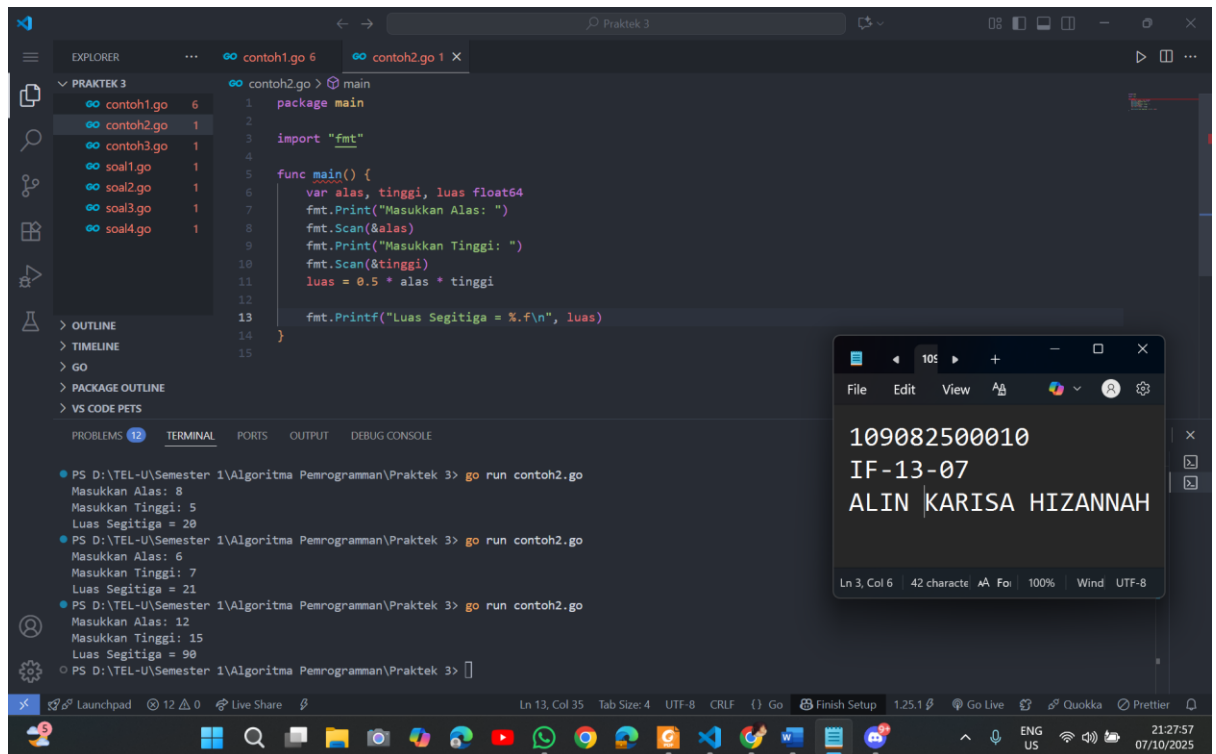 Praktek 3
EXPLORER
contoh1.go 6
contoh2.go 1
PRAKTEK 3
contoh1.go 6
contoh2.go 1
contoh3.go 1
soal1.go 1
soal2.go 1
soal3.go 1
soal4.go 1
OUTLINE
TIMELINE
GO
PACKAGE OUTLINE
VS CODE PETS
contoh2.go > main
1 package main
2
3 import "fmt"
4
5 func main() {
6 var alas, tinggi, luas float64
7 fmt.Print("Masukkan Alas: ")
8 fmt.Scan(&alas)
9 fmt.Print("Masukkan Tinggi: ")
10 fmt.Scan(&tinggi)
11 luas = 0.5 * alas * tinggi
12
13 fmt.Printf("Luas Segitiga = %.f\n", luas)
14 }
15
PROBLEMS 12 TERMINAL PORTS OUTPUT DEBUG CONSOLE
PS D:\TEL-U\Semester 1\Algoritma Pemrogramman\Praktek 3> go run contoh2.go
Masukkan Alas: 8
Masukkan Tinggi: 5
Luas Segitiga = 20
PS D:\TEL-U\Semester 1\Algoritma Pemrogramman\Praktek 3> go run contoh2.go
Masukkan Alas: 6
Masukkan Tinggi: 7
Luas Segitiga = 21
PS D:\TEL-U\Semester 1\Algoritma Pemrogramman\Praktek 3> go run contoh2.go
Masukkan Alas: 12
Masukkan Tinggi: 15
Luas Segitiga = 90
PS D:\TEL-U\Semester 1\Algoritma Pemrogramman\Praktek 3>
File Edit View
109082500010
IF-13-07
ALIN KARISA HIZANNAH
Ln 3, Col 6 42 characte 100% Wind UTF-8
Launchpad 12 0 Live Share Ln 13, Col 35 Tab Size: 4 UTF-8 CRLF {} Go Finish Setup 1.25.1 Go Live Quokka Prettier
ENG
US
21:27:57
07/10/2025